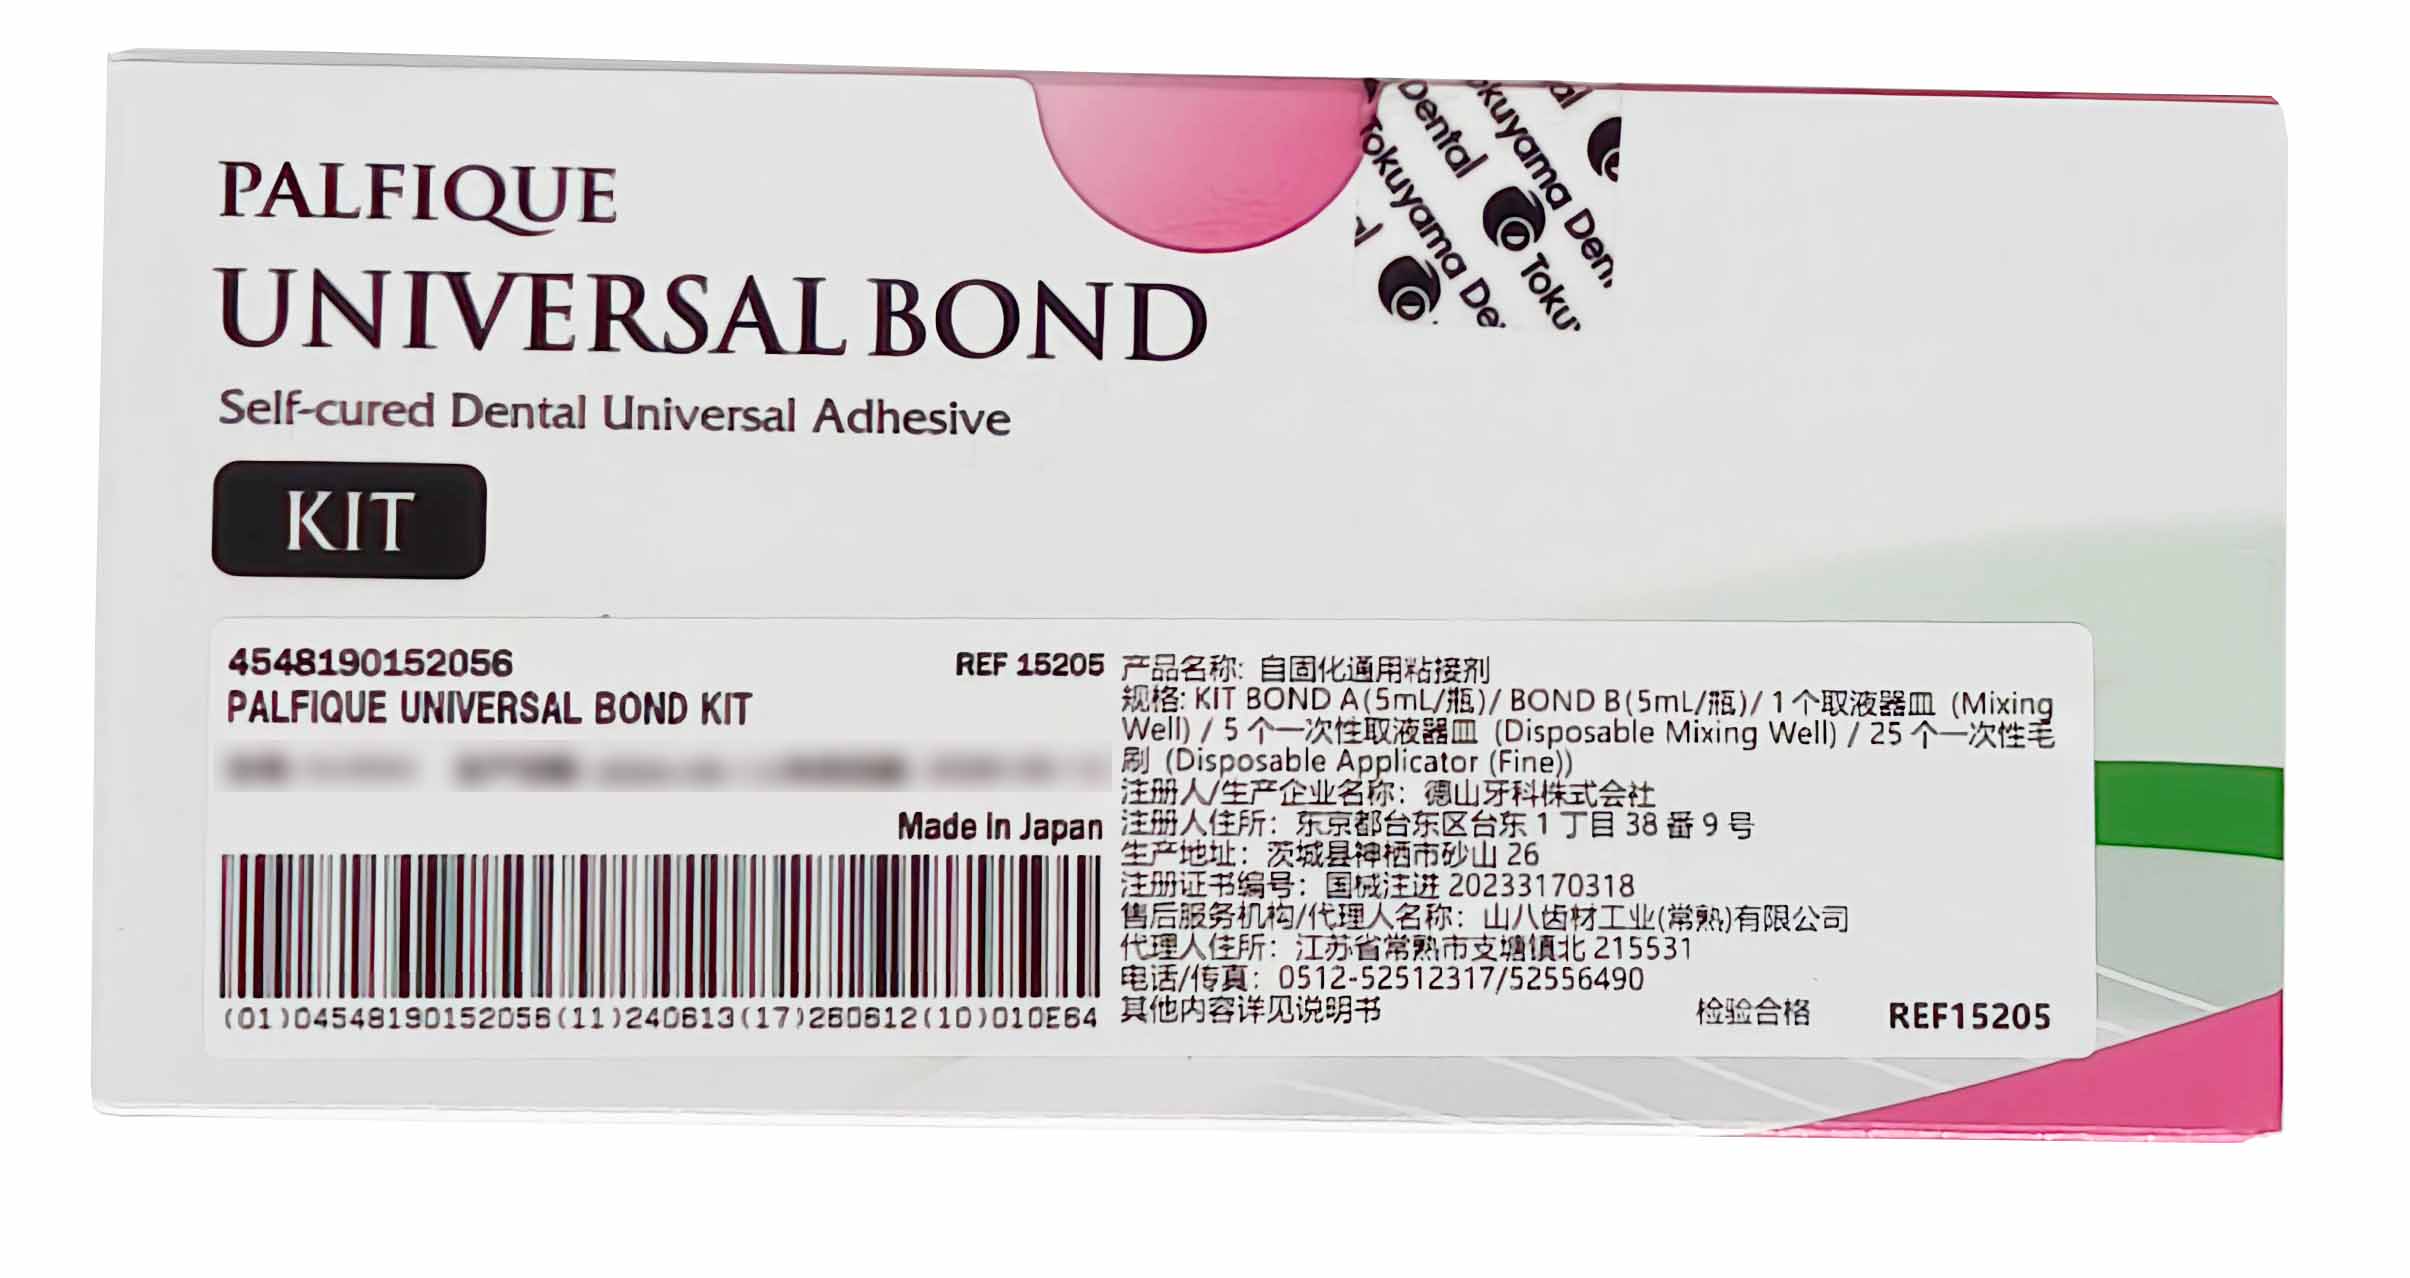 PALFIQUE
UNIVERSAL BOND
Self-cured Dental Universal Adhesive
KIT
Dental
Tokuyama De
kuyama Den
Toku
al
4548190152056
REF 15205
PALFIQUE UNIVERSAL BOND KIT
Made In Japan
(01)04548190152056(11)240613(17)260612(10)010E64
产品名称: 自固化通用粘接剂
规格: KIT BOND A(5mL/瓶)/ BOND B(5mL/瓶)/ 1个取液器皿 (Mixing
Well) / 5 个一次性取液器皿 (Disposable Mixing Well) / 25 个一次性毛
刷 (Disposable Applicator (Fine))
注册人/生产企业名称: 德山牙科株式会社
注册人住所: 东京都台东区台东 1 丁目 38 番 9 号
生产地址: 茨城县神栖市砂山 26
注册证书编号: 国械注进 20233170318
售后服务机构/代理人名称: 山八齿材工业(常熟)有限公司
代理人住所: 江苏省常熟市支塘镇北 215531
电话/传真: 0512-52512317/52556490
其他内容详见说明书
检验合格
REF15205